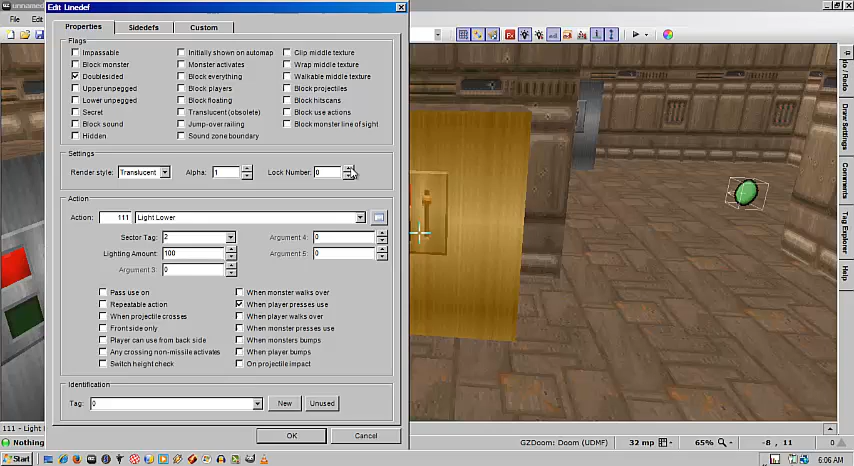 Edit Linedef
unnamed
File
Properties
Sidedefs
Custom
Flags
Impassable
Initially shown on automap
Clip middle texture
Block monster
Monster activates
Wrap middle texture
Doublesided
Block everything
Walkable middle texture
Upper unpegged
Block players
Block projectiles
Lower unpegged
Block floating
Block hitscans
Secret
Translucent (obsolete)
Block use actions
Block sound
Jump-over railing
Block monster line of sight
Hidden
Sound zone boundary
Settings
Render style:
Translucent
Alpha:
1
Lock Number:
0
Action
Action:
111
Light Lower
Sector Tag:
2
Argument 4:
0
Lighting Amount:
100
Argument 5:
0
Argument 3:
0
Pass use on
When monster walks over
Repeatable action
When player presses use
When projectile crosses
When player walks over
Front side only
When monster presses use
Player can use from back side
When monsters bumps
Any crossing non-missile activates
When player bumps
Switch height check
On projectile impact
Identification
Tag:
0
New
Unused
OK
Cancel
Undo / Redo
Draw Settings
Comments
Tag Explorer
Help
111 - Light
Nothing
GZDoom: Doom (UDMF)
32 mp
65%
-8 , 11
0
Start
6:06 AM